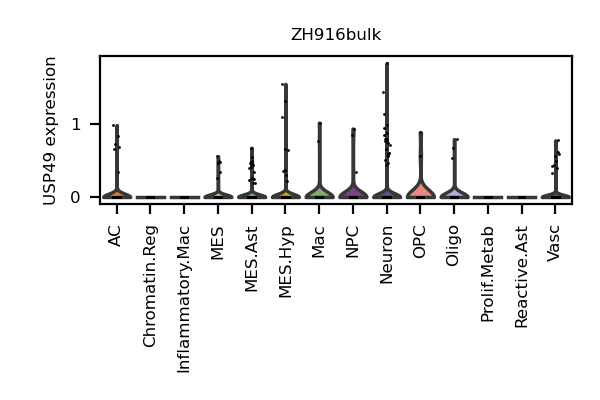 ZH916bulk
USP49 expression
1
0
AC
Chromatin.Reg
Inflammatory.Mac
MES
MES.Ast
MES.Hyp
Mac
NPC
Neuron
OPC
Oligo
Prolif.Metab
Reactive.Ast
Vasc